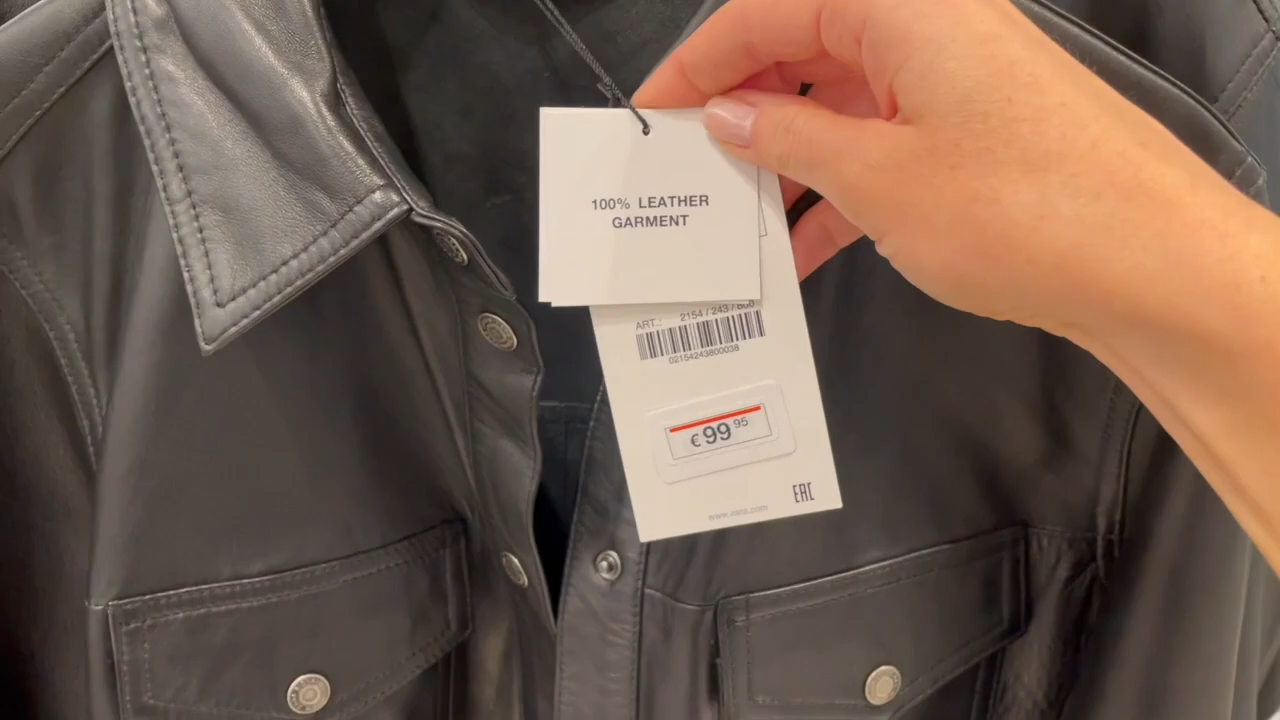 100% LEATHER
GARMENT
ART.: 2154 / 243 / 800
02154243800038
€ 99 95
www.zara.com
EAC